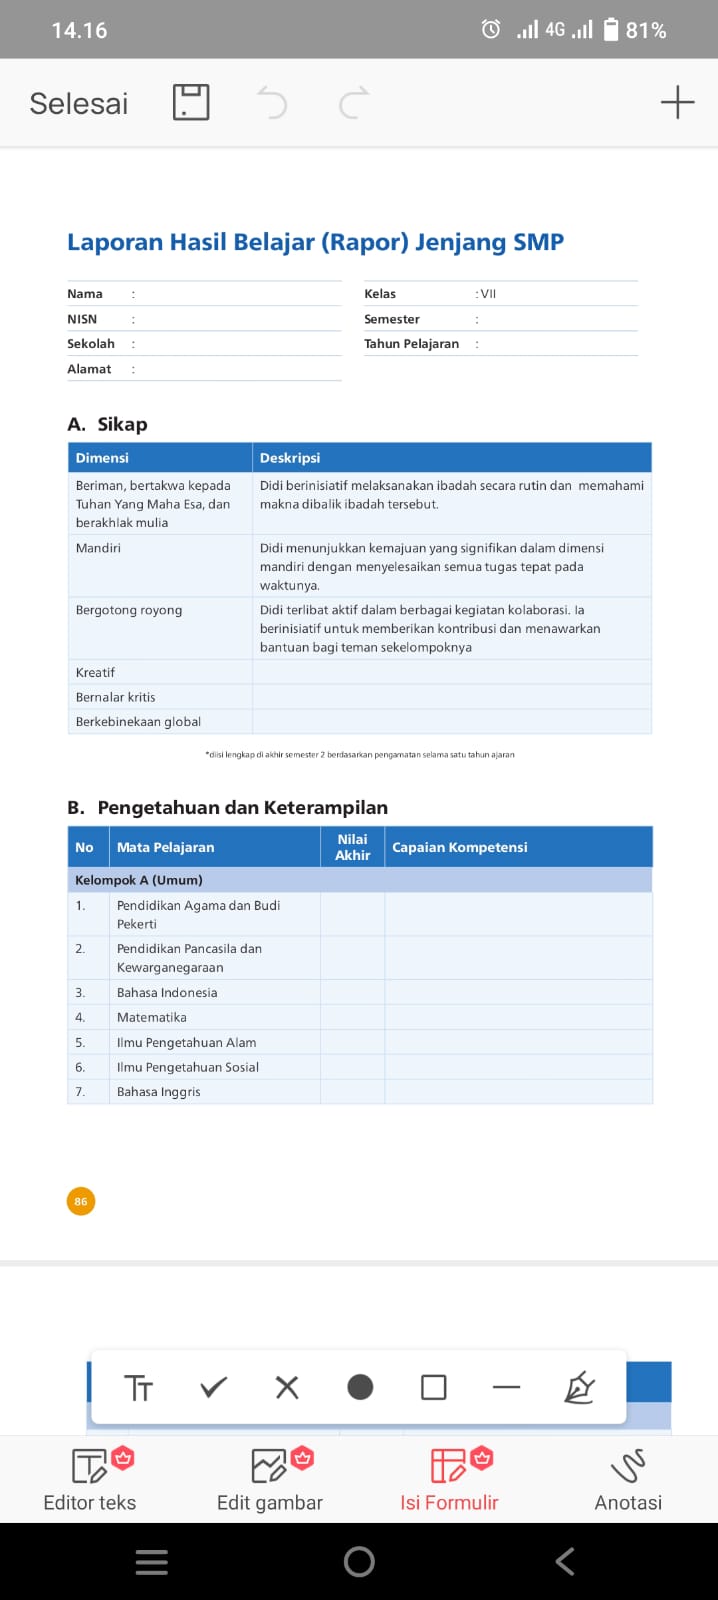 14.16
4G
81%
Selesai
Laporan Hasil Belajar (Rapor) Jenjang SMP
Nama :
Kelas : VII
NISN :
Semester :
Sekolah :
Tahun Pelajaran :
Alamat :
A. Sikap
Dimensi
Deskripsi
Beriman, bertakwa kepada
Tuhan Yang Maha Esa, dan
berakhlak mulia
Didi berinisiatif melaksanakan ibadah secara rutin dan memahami
makna dibalik ibadah tersebut.
Mandiri
Didi menunjukkan kemajuan yang signifikan dalam dimensi
mandiri dengan menyelesaikan semua tugas tepat pada
waktunya.
Bergotong royong
Didi terlibat aktif dalam berbagai kegiatan kolaborasi. Ia
berinisiatif untuk memberikan kontribusi dan menawarkan
bantuan bagi teman sekelompoknya
Kreatif
Bernalar kritis
Berkebinekaan global
*diisi lengkap di akhir semester 2 berdasarkan pengamatan selama satu tahun ajaran
B. Pengetahuan dan Keterampilan
No
Mata Pelajaran
Nilai
Akhir
Capaian Kompetensi
Kelompok A (Umum)
1. Pendidikan Agama dan Budi
Pekerti
2. Pendidikan Pancasila dan
Kewarganegaraan
3. Bahasa Indonesia
4. Matematika
5. Ilmu Pengetahuan Alam
6. Ilmu Pengetahuan Sosial
7. Bahasa Inggris
86
Editor teks
Edit gambar
Isi Formulir
Anotasi